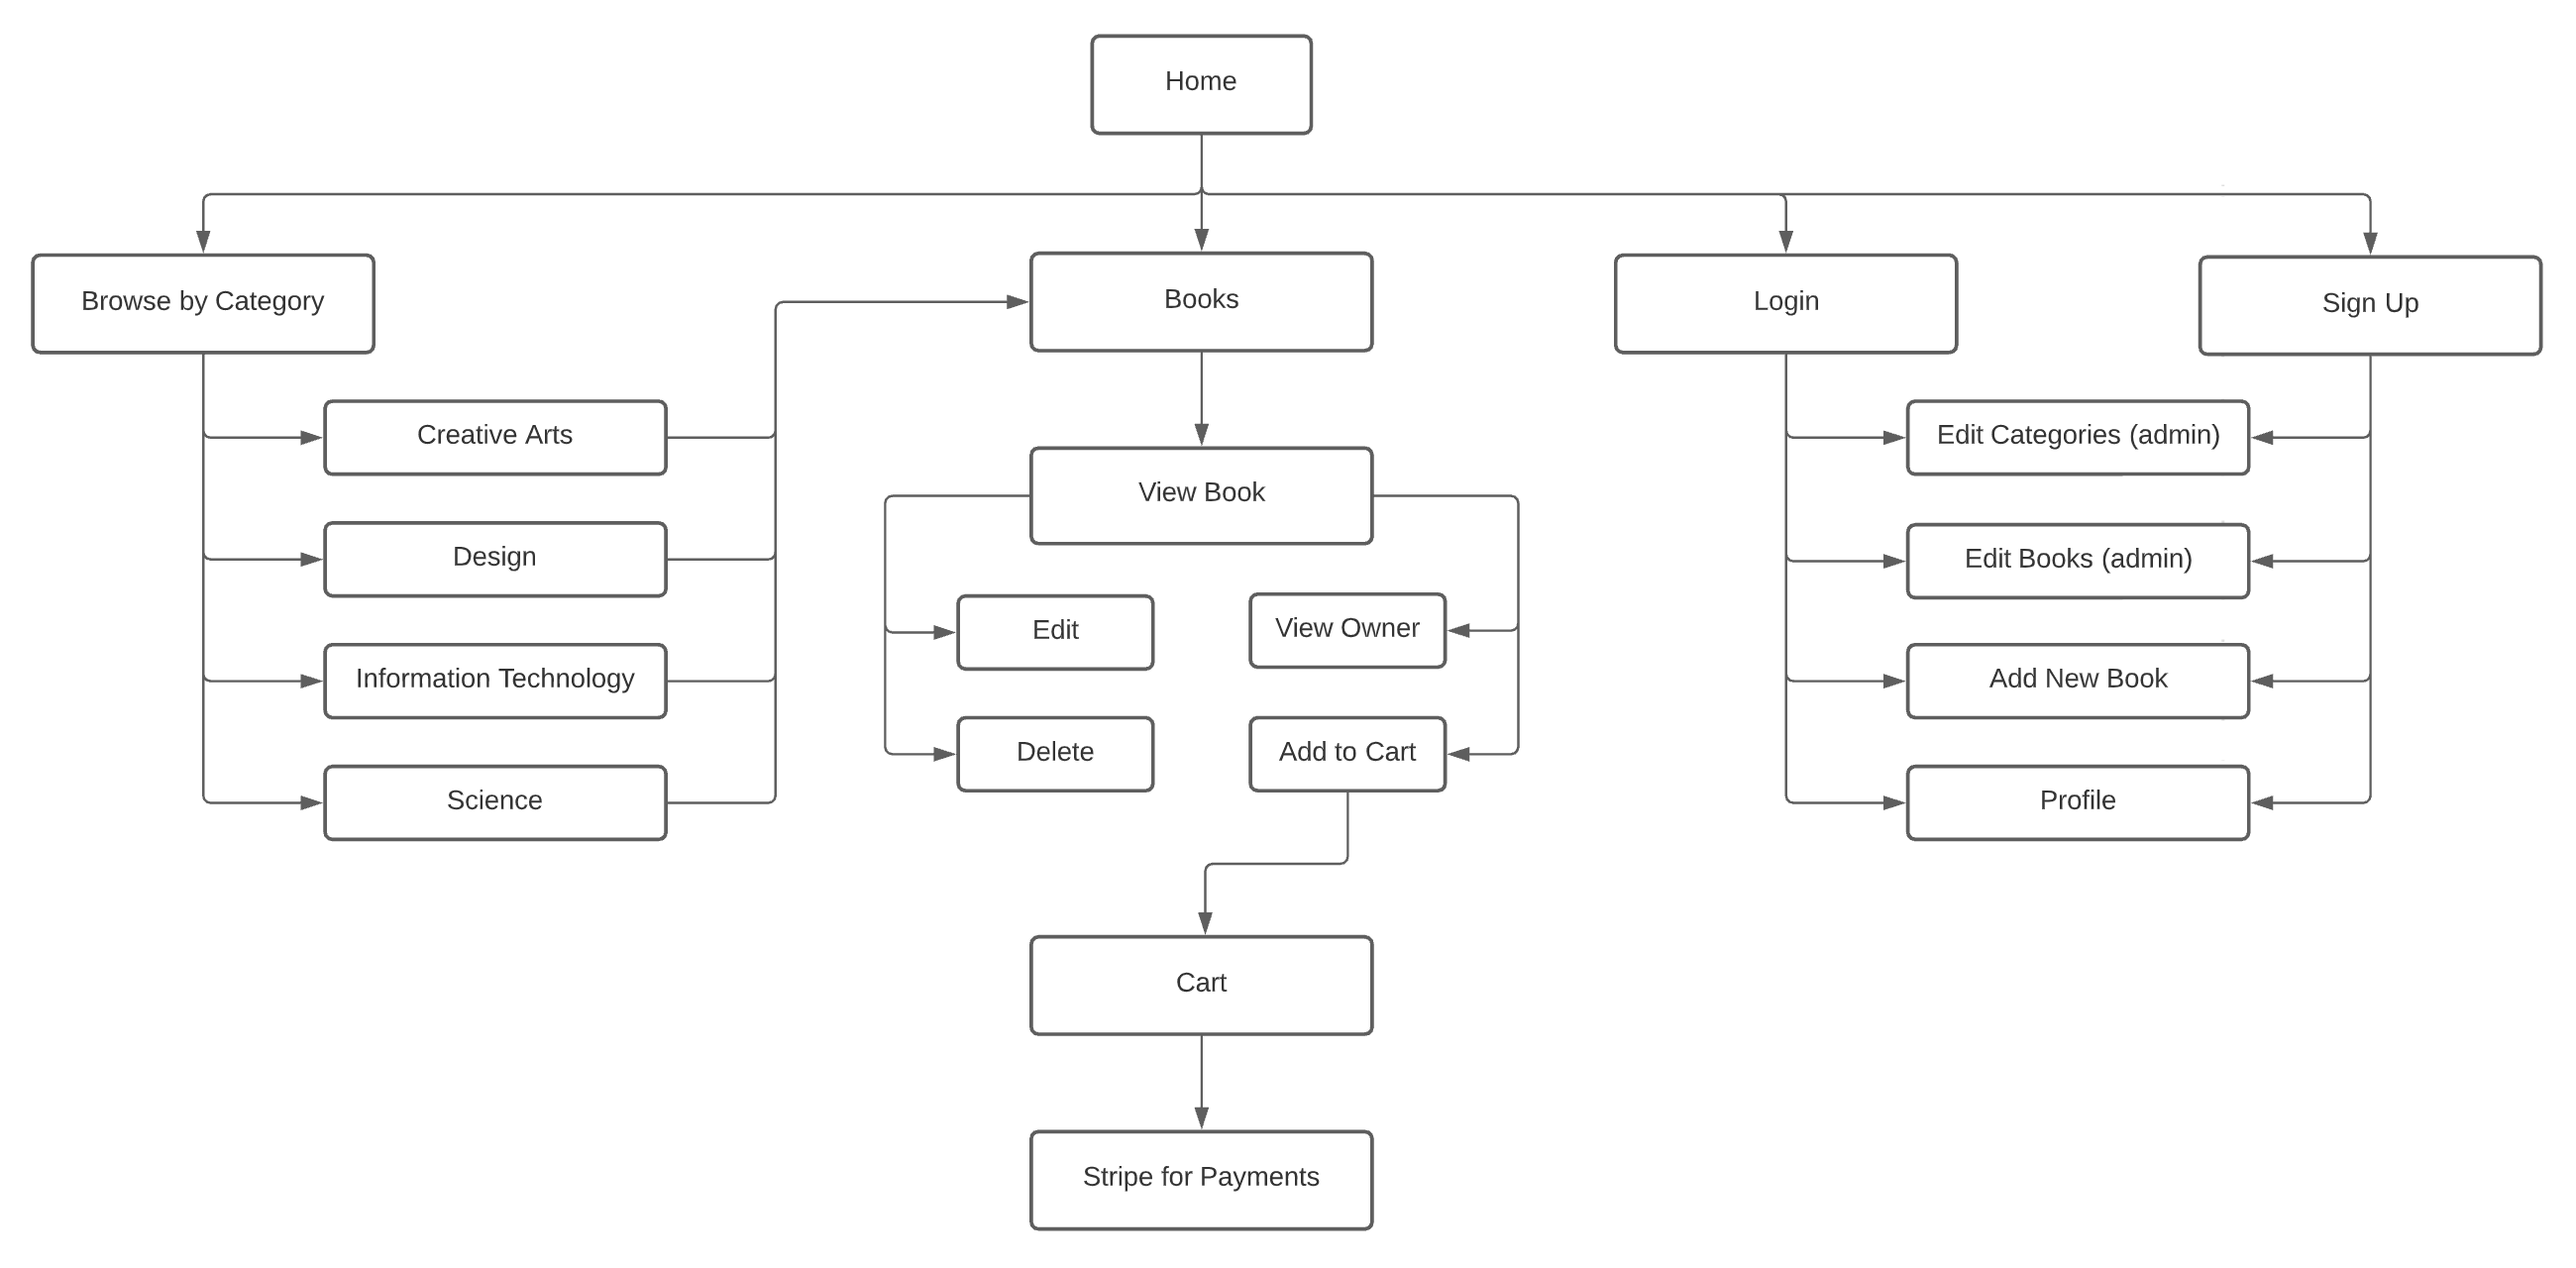 Home
Browse by Category
Books
Login
Sign Up
Creative Arts
Design
Information Technology
Science
View Book
Edit
View Owner
Delete
Add to Cart
Cart
Stripe for Payments
Edit Categories (admin)
Edit Books (admin)
Add New Book
Profile